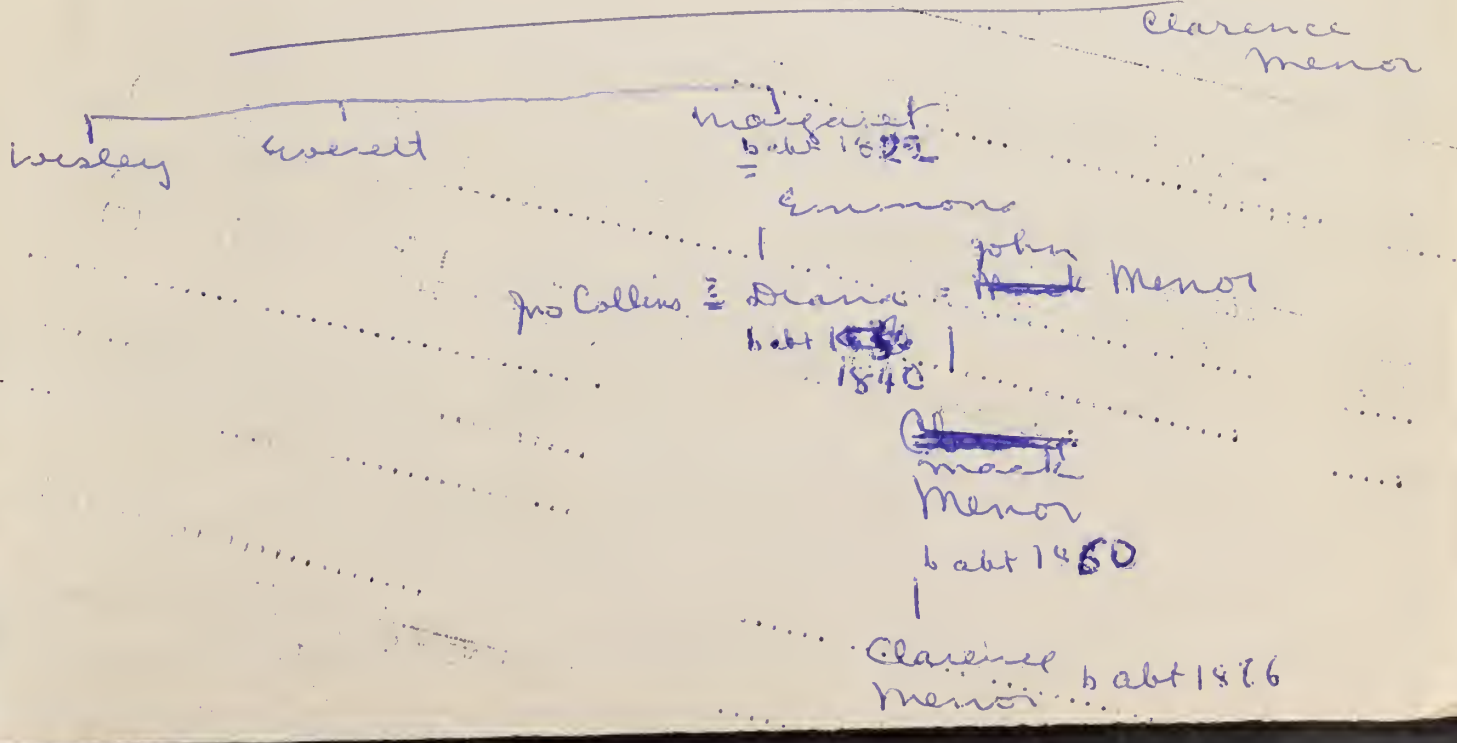 Clarence
Menor
Wesley Everett Margaret
b abt 1822
Emmons
Jno Collins = Diana = John Menor
b abt
1840
Mack
Menor
b abt 1860
Clarence b abt 1886
Menor